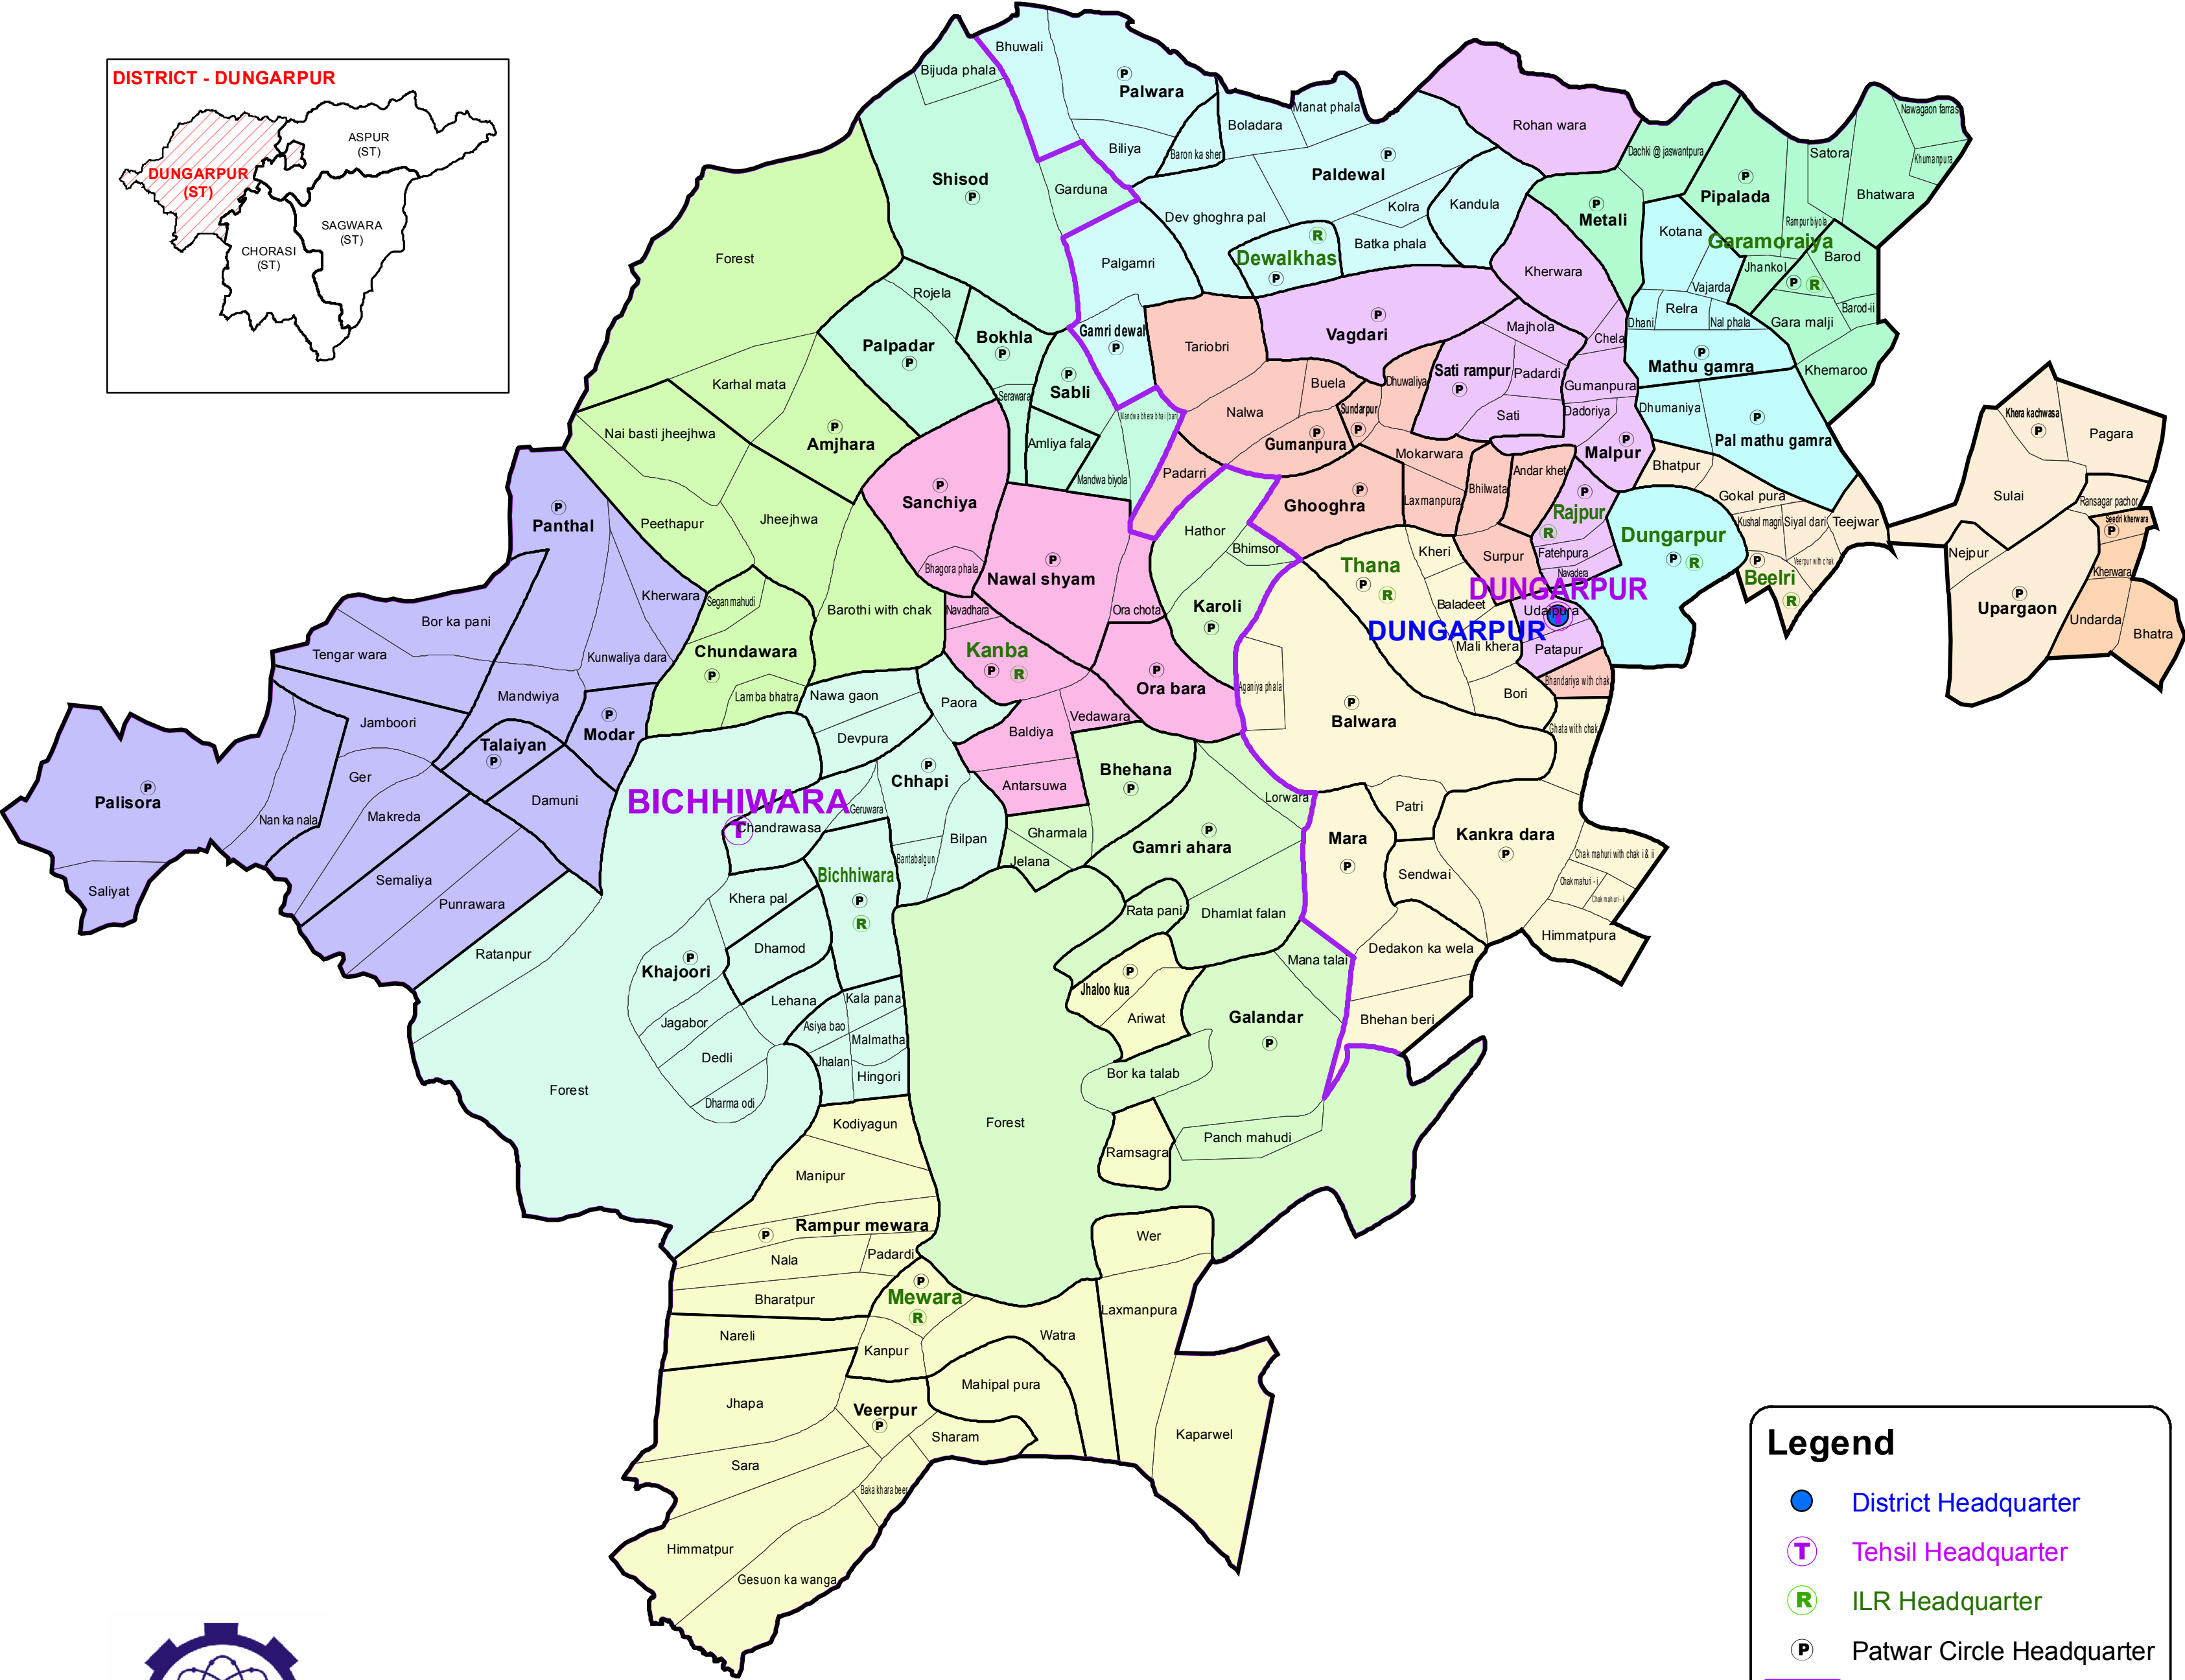 DISTRICT - DUNGARPUR
ASPUR
(ST)
DUNGARPUR
(ST)
SAGWARA
(ST)
CHORASI
(ST)
Bhuwali
Bijuda phala
P
Palwara
Manat phala
Boladara
Biliya
Baron ka sher
Rohan wara
Nawagaon farras
Dachki @ jaswantpura
Satora
Khumanpura
P
Paldewal
Shisod
P
Garduna
Kolra
Kandula
P
Metali
P
Pipalada
Bhatwara
Dev ghoghra pal
Rampur biyola
Kotana
Garamoraiya
P R
R
Dewalkhas
P
Batka phala
Forest
Palgamri
Kherwara
Jhankol
Barod
Vajarda
Rojela
Relra
Dhani
Nal phala
Barod-ii
Gara malji
P
Vagdari
Majhola
Chela
Gamri dewal
P
Bokhla
P
Palpadar
P
Tariobri
P
Mathu gamra
Khemaroo
Sati rampur
P
Padardi
Gumanpura
Dhuwaliya
Buela
Karhal mata
P
Sabli
Serawara
Mandwa bhera bhai (ban)
Nalwa
Sundarpur
P
Sati
Dadoriya
Dhumaniya
P
Pal mathu gamra
Khera kachwasa
P
Pagara
Nai basti jheejhwa
P
Amjhara
Amliya fala
P
Gumanpura
Mokarwara
P
Malpur
Bhatpur
Padarri
Andar khet
Mandwa biyola
P
Sanchiya
P
Ghooghra
Laxmanpura
Bhilwata
P
Rajpur
R
Gokal pura
Sulai
Ransagar pachor
P
Panthal
Peethapur
Jheejhwa
Hathor
Kushal magri
Siyal dari
Teejwar
Seedri kherwara
P
Bhimsor
Kheri
Surpur
Fatehpura
Navadera
Dungarpur
P R
Nejpur
P
Veerpur with chak
Beelri
R
Kherwara
Bhagora phala
P
Nawal shyam
Thana
P R
DUNGARPUR
Segan mahudi
Kherwara
Barothi with chak
Navadhara
Ora chota
Karoli
P
Baladeet
Udaipura
P
Upargaon
Undarda
Bhatra
Bor ka pani
DUNGARPUR
Mali khera
Patapur
Tengar wara
Kunwaliya dara
Chundawara
P
Kanba
P R
P
Ora bara
Aganiya phala
Bhandariya with chak
Mandwiya
Lamba bhatra
Nawa gaon
Paora
Bori
Jamboori
P
Modar
Vedawara
P
Balwara
Ghata with chak
Talaiyan
P
Devpura
Baldiya
P
Chhapi
Bhehana
P
Ger
Antarsuwa
P
Palisora
Damuni
BICHHIWARA
T
Geruwara
Lorwara
Patri
Nan ka nala
Makreda
Chandrawasa
Gharmala
P
Gamri ahara
Mara
P
Kankra dara
P
Bilpan
Bantabalgun
Jelana
Chak mahuri with chak i & ii
Saliyat
Semaliya
Bichhiwara
P
R
Sendwai
Chak mahuri - i
Chak mahuri - ii
Punrawara
Khera pal
Rata pani
Dhamlat falan
Himmatpura
Ratanpur
Dhamod
P
Khajoori
Dedakon ka wela
Mana talai
P
Jhaloo kua
Lehana
Kala pana
Ariwat
Galandar
P
Bhehan beri
Jagabor
Asiya bao
Malmatha
Dedli
Jhalan
Hingori
Bor ka talab
Forest
Dharma odi
Kodiyagun
Forest
Ramsagra
Panch mahudi
Manipur
Rampur mewara
P
Wer
Nala
Padardi
P
Mewara
R
Bharatpur
Laxmanpura
Nareli
Kanpur
Watra
Mahipal pura
Jhapa
Veerpur
P
Sharam
Kaparwel
Sara
Baka khara beer
Himmatpur
Gesuon ka wanga
Legend
District Headquarter
T Tehsil Headquarter
R ILR Headquarter
P Patwar Circle Headquarter